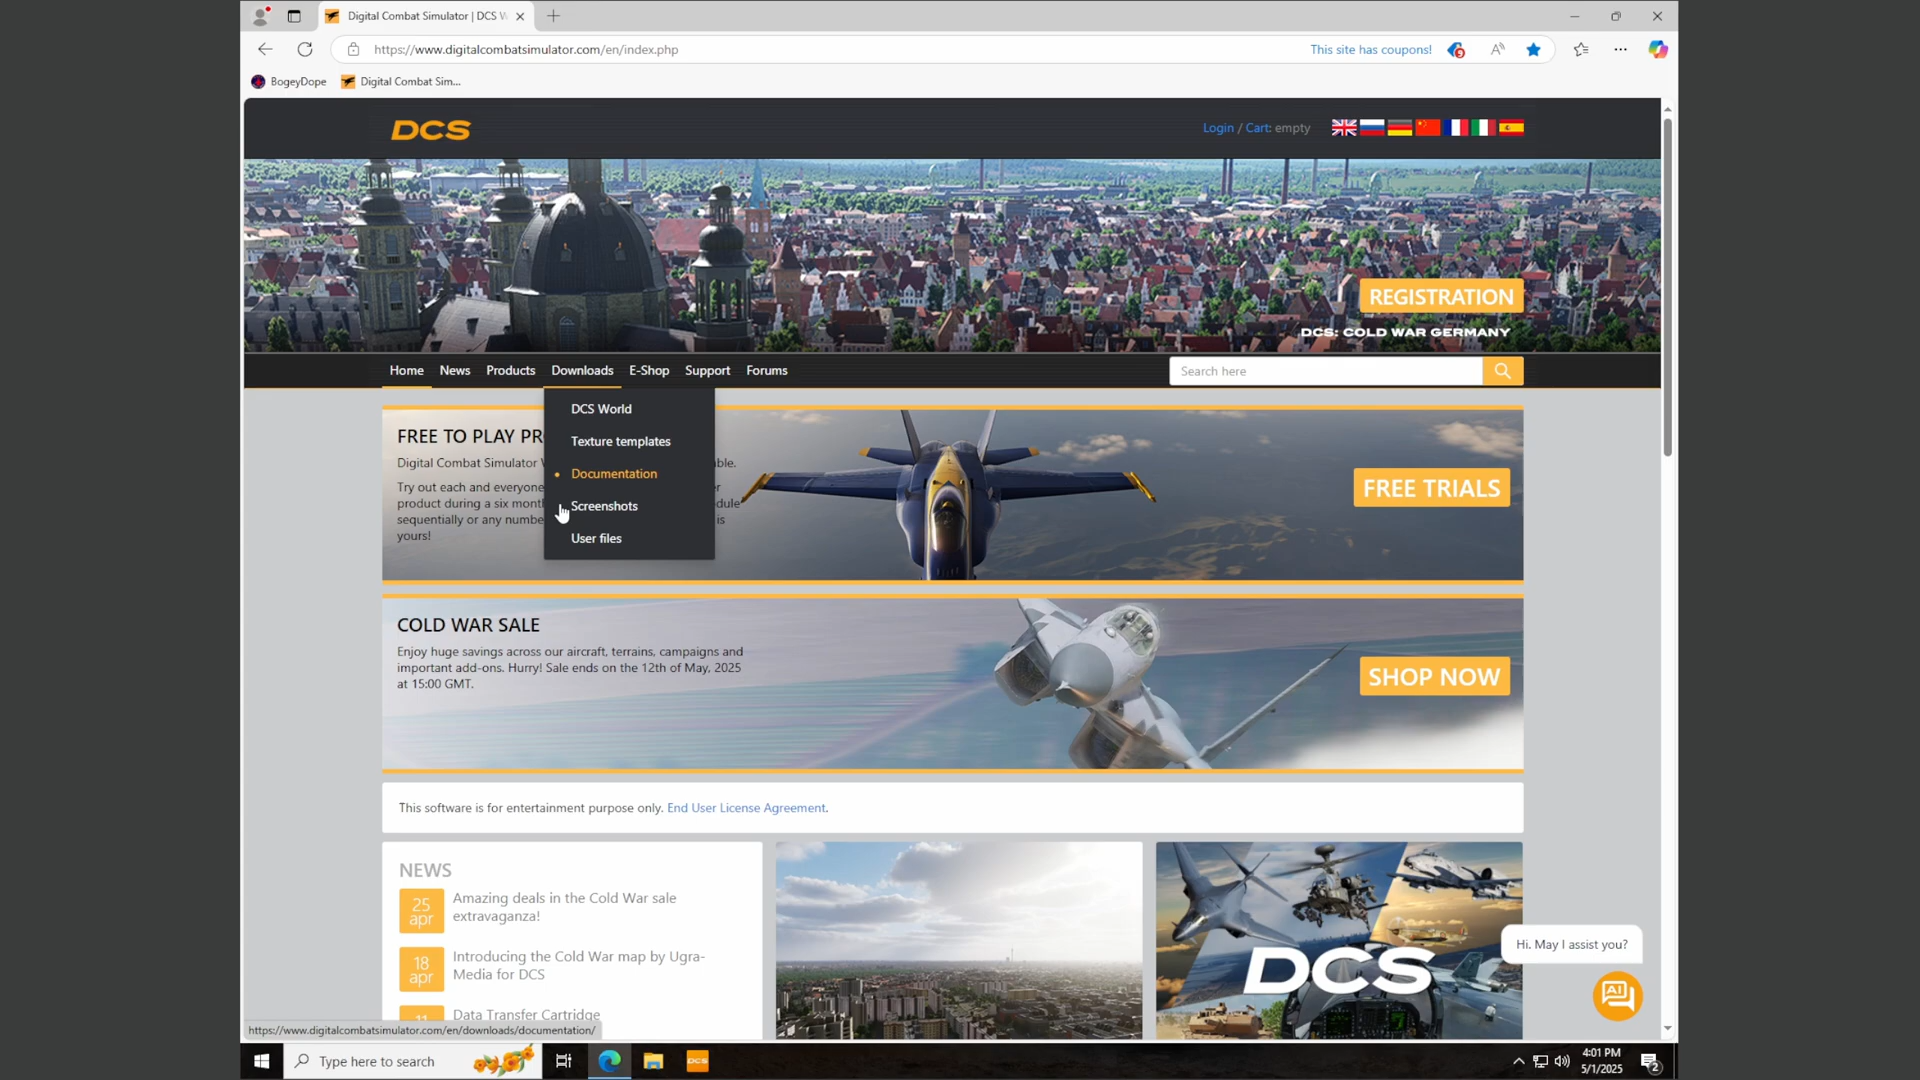 Digital Combat Simulator | DCS W
https://www.digitalcombatsimulator.com/en/index.php
This site has coupons!
9
BogeyDope
Digital Combat Sim...
DCS
Login / Cart: empty
REGISTRATION
DCS: COLD WAR GERMANY
Home
News
Products
Downloads
E-Shop
Support
Forums
Search here
DCS World
Texture templates
Documentation
Screenshots
User files
FREE TO PLAY PR
Digital Combat Simulator
ble.
Try out each and everyone
r
product during a six mont
dule
sequentially or any numbe
is
yours!
FREE TRIALS
COLD WAR SALE
Enjoy huge savings across our aircraft, terrains, campaigns and
important add-ons. Hurry! Sale ends on the 12th of May, 2025
at 15:00 GMT.
SHOP NOW
This software is for entertainment purpose only. End User License Agreement.
NEWS
25
apr
Amazing deals in the Cold War sale
extravaganza!
18
apr
Introducing the Cold War map by Ugra-
Media for DCS
11
Data Transfer Cartridge
DCS
Hi. May I assist you?
AI
https://www.digitalcombatsimulator.com/en/downloads/documentation/
Type here to search
DCS
4:01 PM
5/1/2025
2